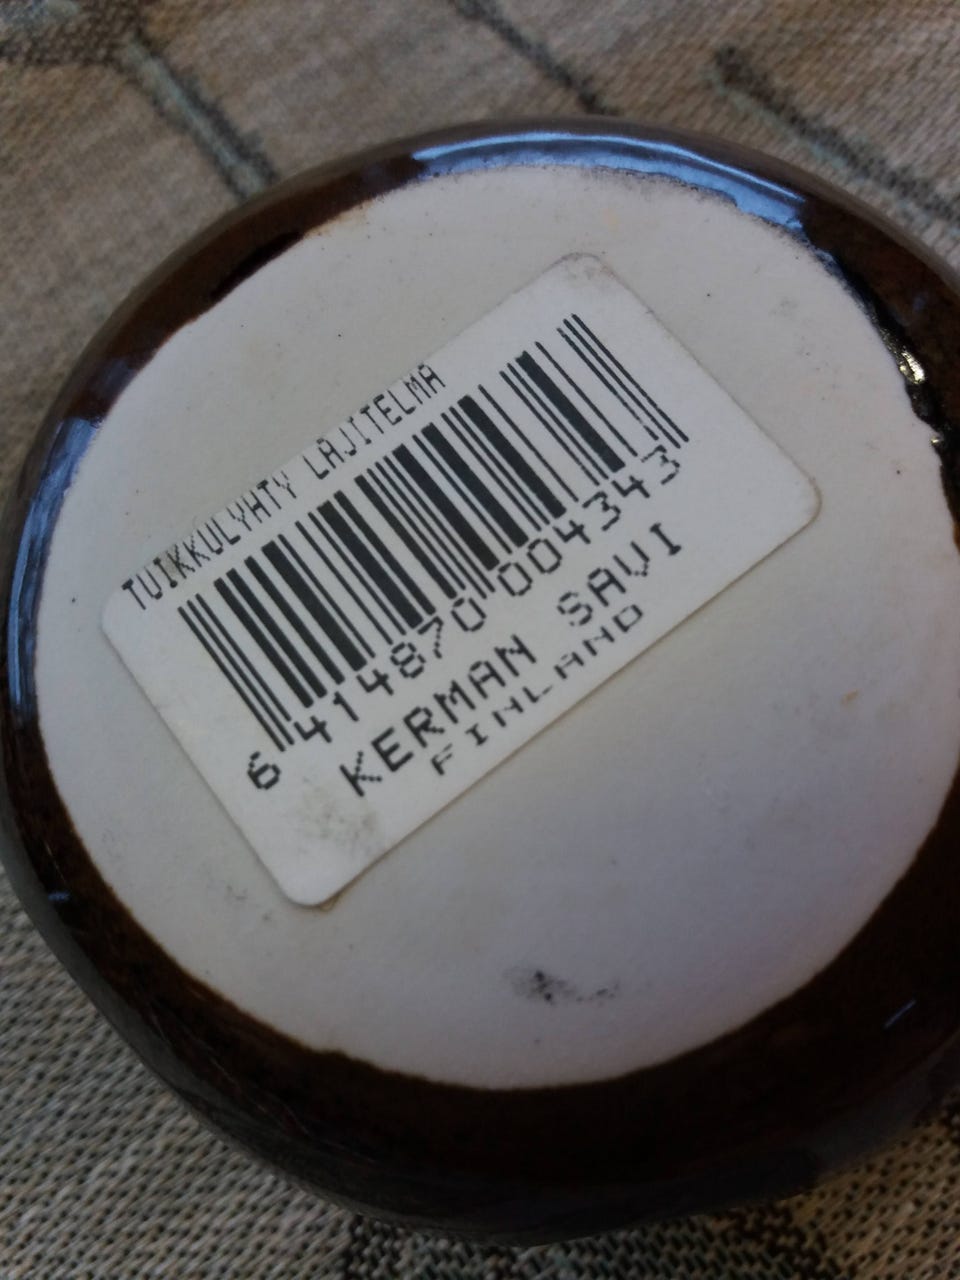 TUIKKULYHTY LAJITELMA
6 414870 004343
KERMAN SAVI
FINLAND